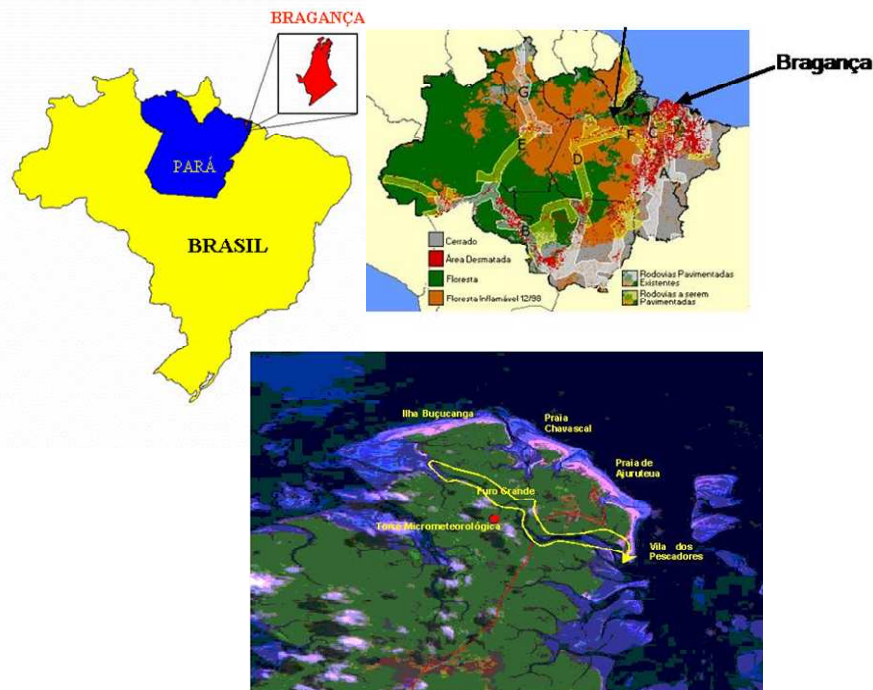 BRAGANÇA
PARÁ
BRASIL
Bragança
G
E
D
F
C
A
B
Cerrado
Área Desmatada
Floresta
Floresta Inflamável 12/98
Rodovias Pavimentadas
Existentes
Rodovias a serem
Pavimentadas
Ilha Buçucanga
Praia
Chavascal
Praia de
Ajuruteua
Furo Grande
Torre Micrometeorológica
Vila dos
Pescadores